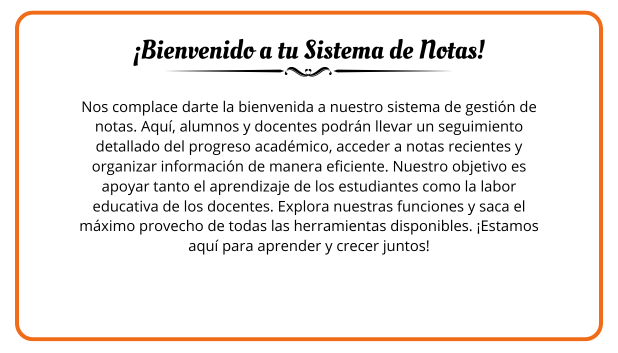 ¡Bienvenido a tu Sistema de Notas!
Nos complace darte la bienvenida a nuestro sistema de gestión de
notas. Aquí, alumnos y docentes podrán llevar un seguimiento
detallado del progreso académico, acceder a notas recientes y
organizar información de manera eficiente. Nuestro objetivo es
apoyar tanto el aprendizaje de los estudiantes como la labor
educativa de los docentes. Explora nuestras funciones y saca el
máximo provecho de todas las herramientas disponibles. ¡Estamos
aquí para aprender y crecer juntos!